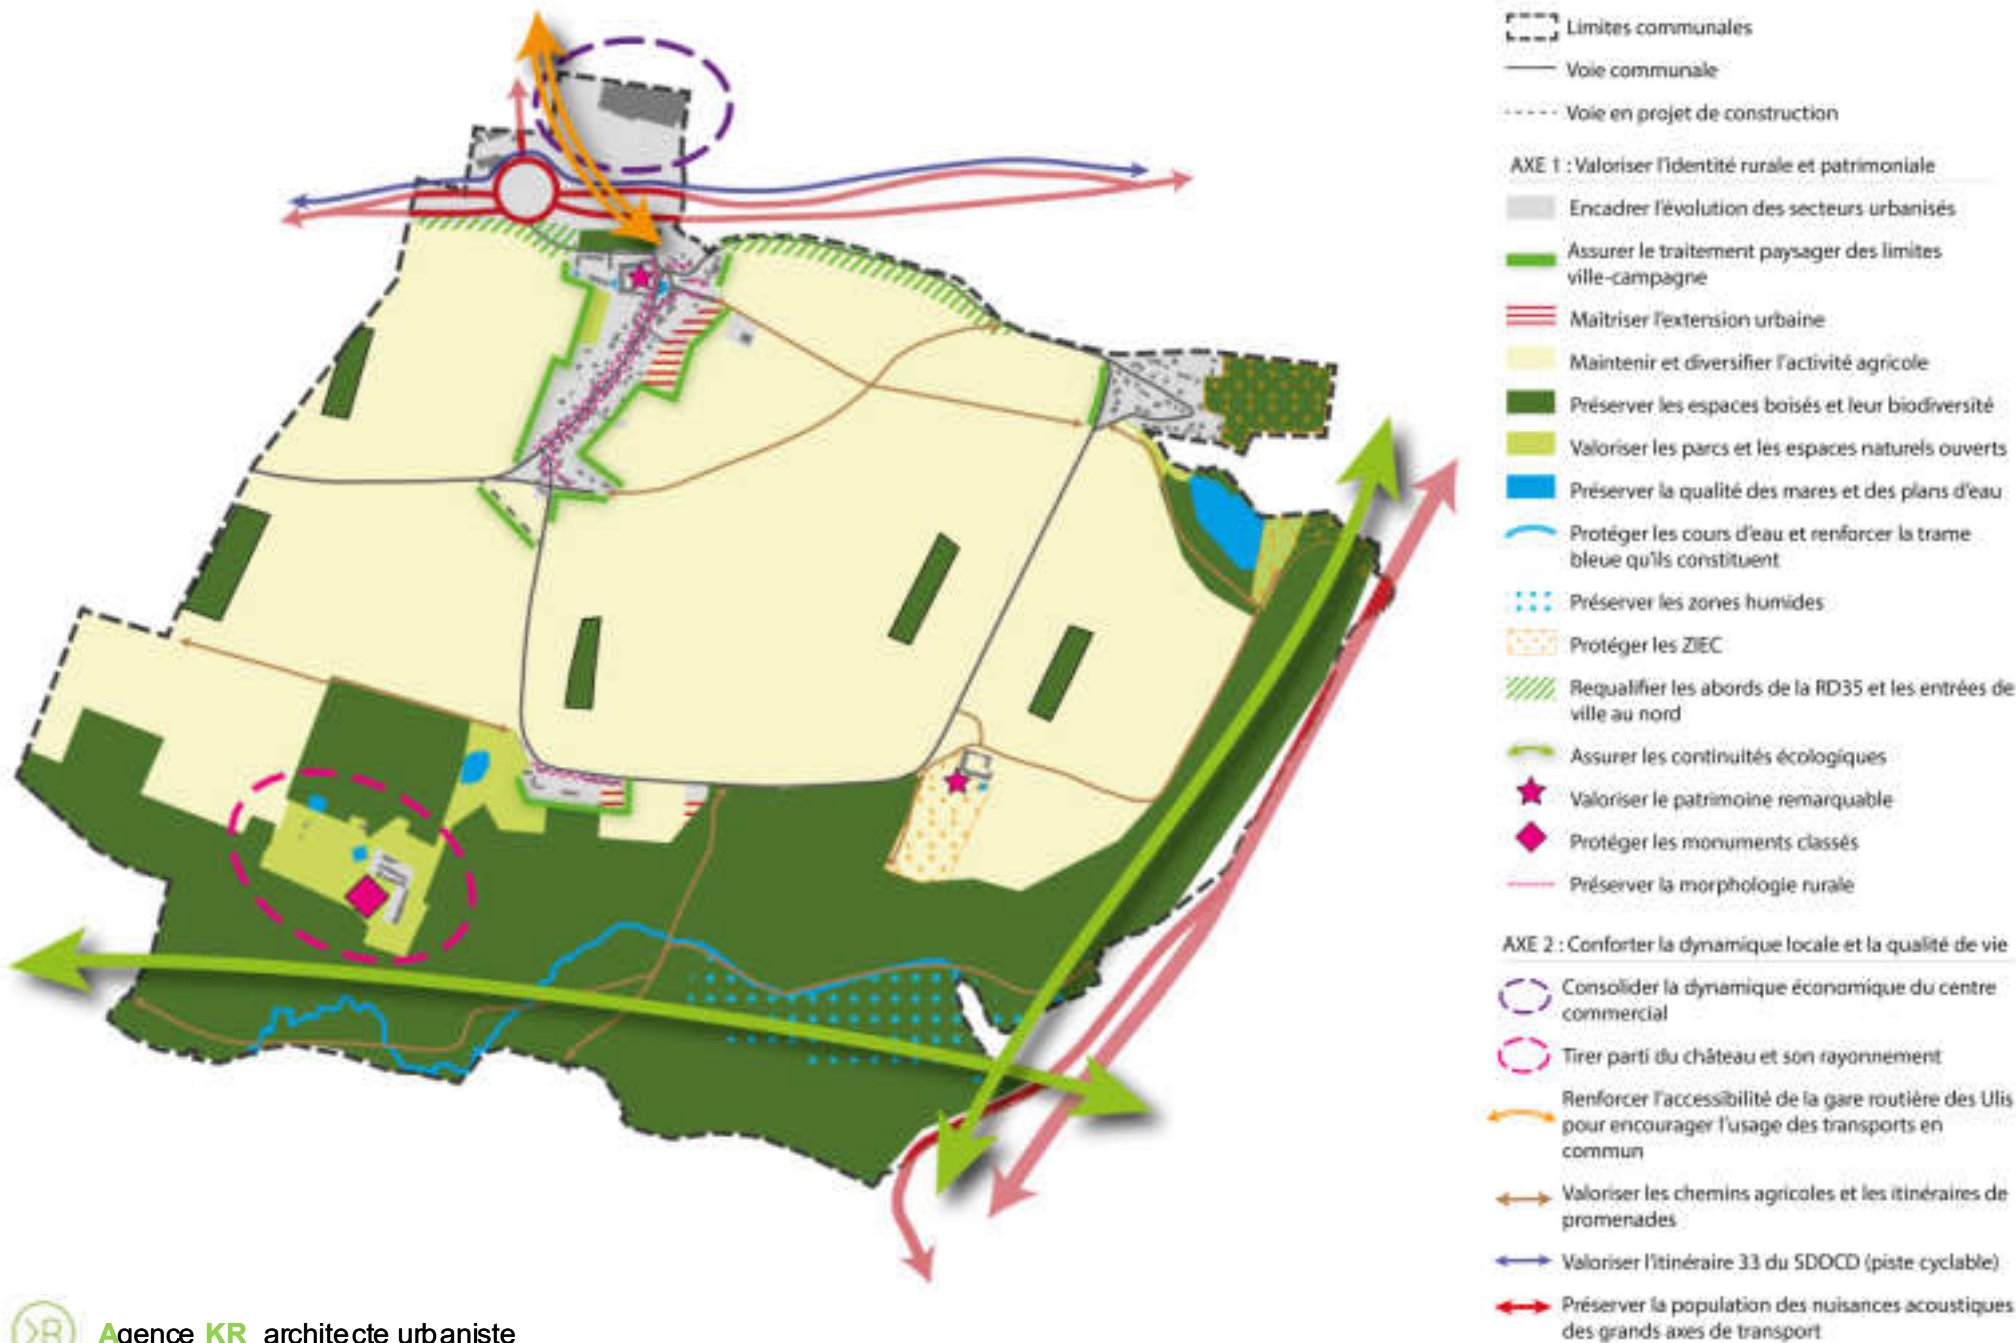 Limites communales
Voie communale
Voie en projet de construction
AXE 1 : Valoriser l'identité rurale et patrimoniale
Encadrer l'évolution des secteurs urbanisés
Assurer le traitement paysager des limites
ville-campagne
Maîtriser l'extension urbaine
Maintenir et diversifier l'activité agricole
Préserver les espaces boisés et leur biodiversité
Valoriser les parcs et les espaces naturels ouverts
Préserver la qualité des mares et des plans d'eau
Protéger les cours d'eau et renforcer la trame
bleue qu'ils constituent
Préserver les zones humides
Protéger les ZIEC
Requalifier les abords de la RD35 et les entrées de
ville au nord
Assurer les continuités écologiques
Valoriser le patrimoine remarquable
Protéger les monuments classés
Préserver la morphologie rurale
AXE 2 : Conforter la dynamique locale et la qualité de vie
Consolider la dynamique économique du centre
commercial
Tirer parti du château et son rayonnement
Renforcer l'accessibilité de la gare routière des Ulis
pour encourager l'usage des transports en
commun
Valoriser les chemins agricoles et les itinéraires de
promenades
Valoriser l'itinéraire 33 du SDDCD (piste cyclable)
Préserver la population des nuisances acoustiques
des grands axes de transport
Agence KR architecte urbaniste